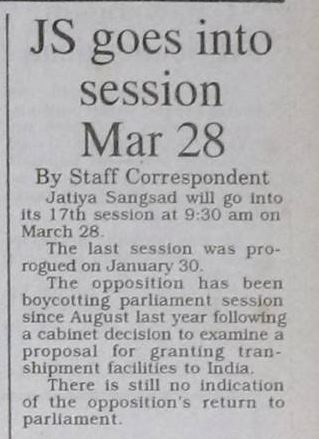 JS goes into
session
Mar 28
By Staff Correspondent
Jatiya Sangsad will go into
its 17th session at 9:30 am on
March 28.
The last session was pro-
rogued on January 30.
The opposition has been
boycotting parliament session
since August last year following
a cabinet decision to examine a
proposal for granting tran-
shipment facilities to India.
There is still no indication
of the opposition's return to
parliament.